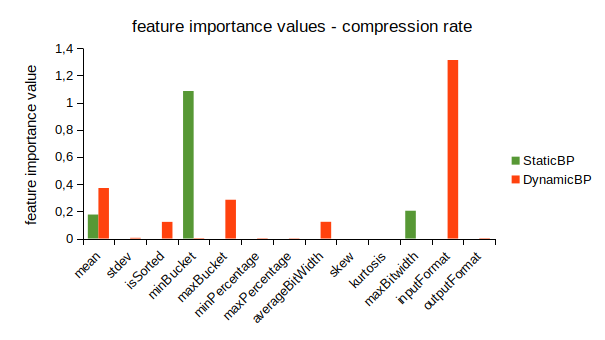 feature importance values - compression rate
feature importance value
1,4
1,2
1
0,8
0,6
0,4
0,2
0
mean
stdev
isSorted
minBucket
maxBucket
minPercentage
maxPercentage
averageBitWidth
skew
kurtosis
maxBitwidth
inputFormat
outputFormat
StaticBP
DynamicBP